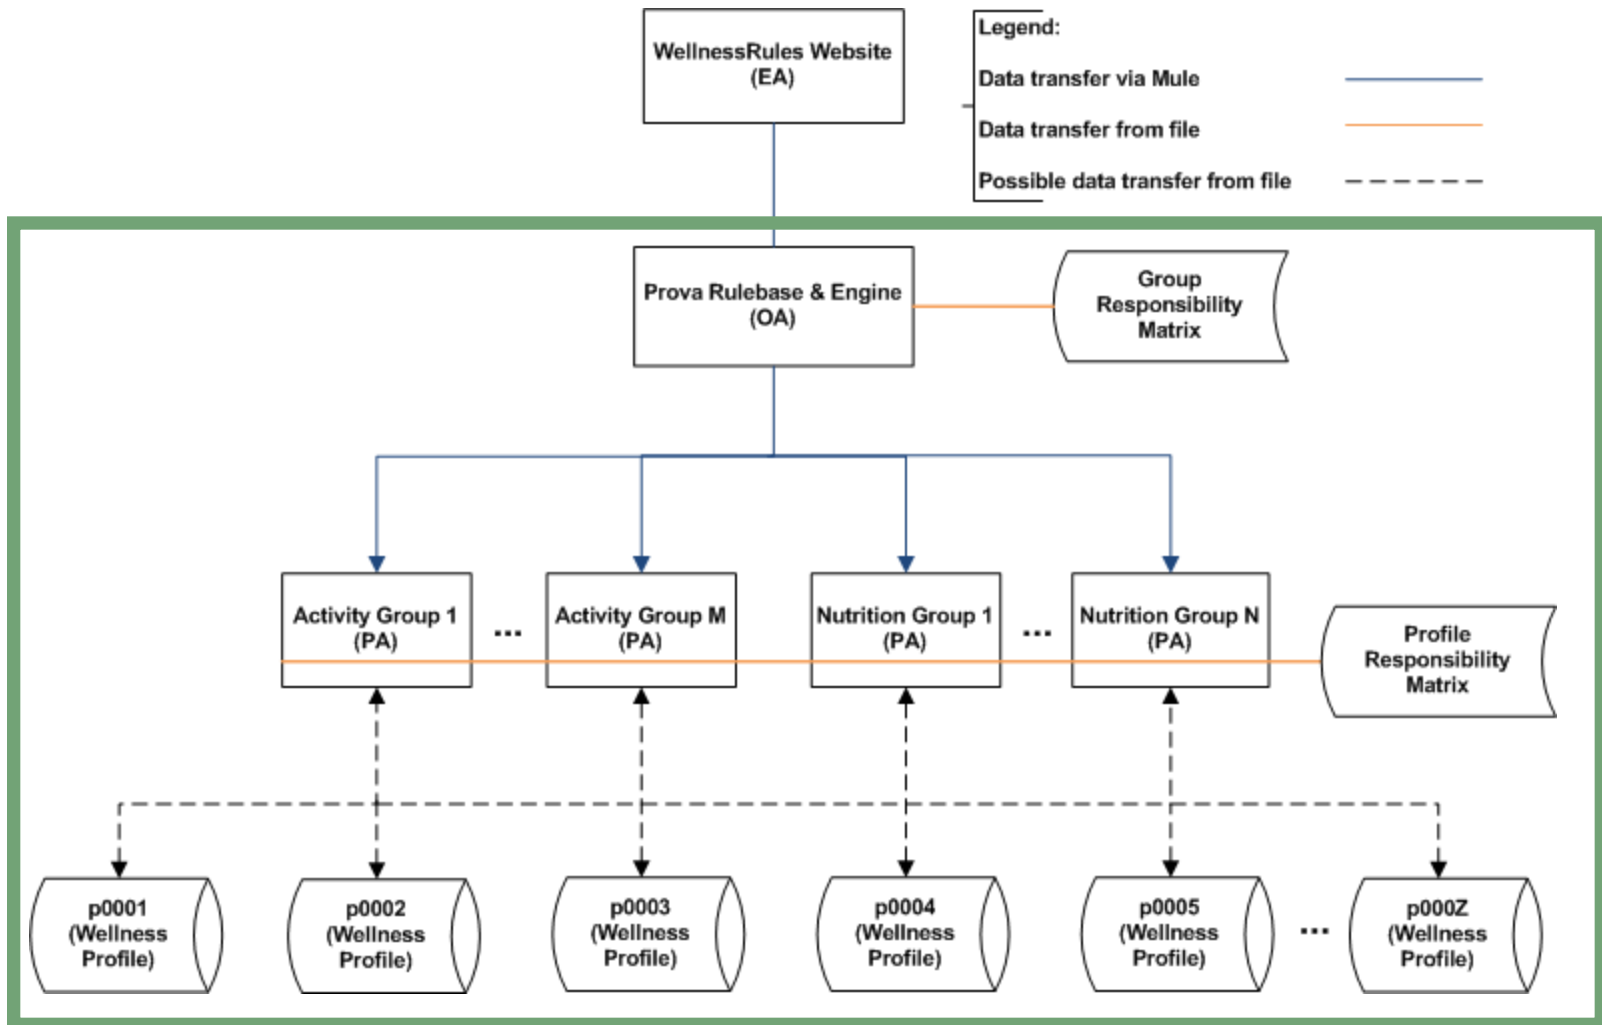 WellnessRules Website
(EA)
Legend:
Data transfer via Mule
Data transfer from file
Possible data transfer from file
Prova Rulebase & Engine
(OA)
Group
Responsibility
Matrix
Activity Group 1
(PA)
...
Activity Group M
(PA)
Nutrition Group 1
(PA)
...
Nutrition Group N
(PA)
Profile
Responsibility
Matrix
p0001
(Wellness
Profile)
p0002
(Wellness
Profile)
p0003
(Wellness
Profile)
p0004
(Wellness
Profile)
p0005
(Wellness
Profile)
...
p000Z
(Wellness
Profile)